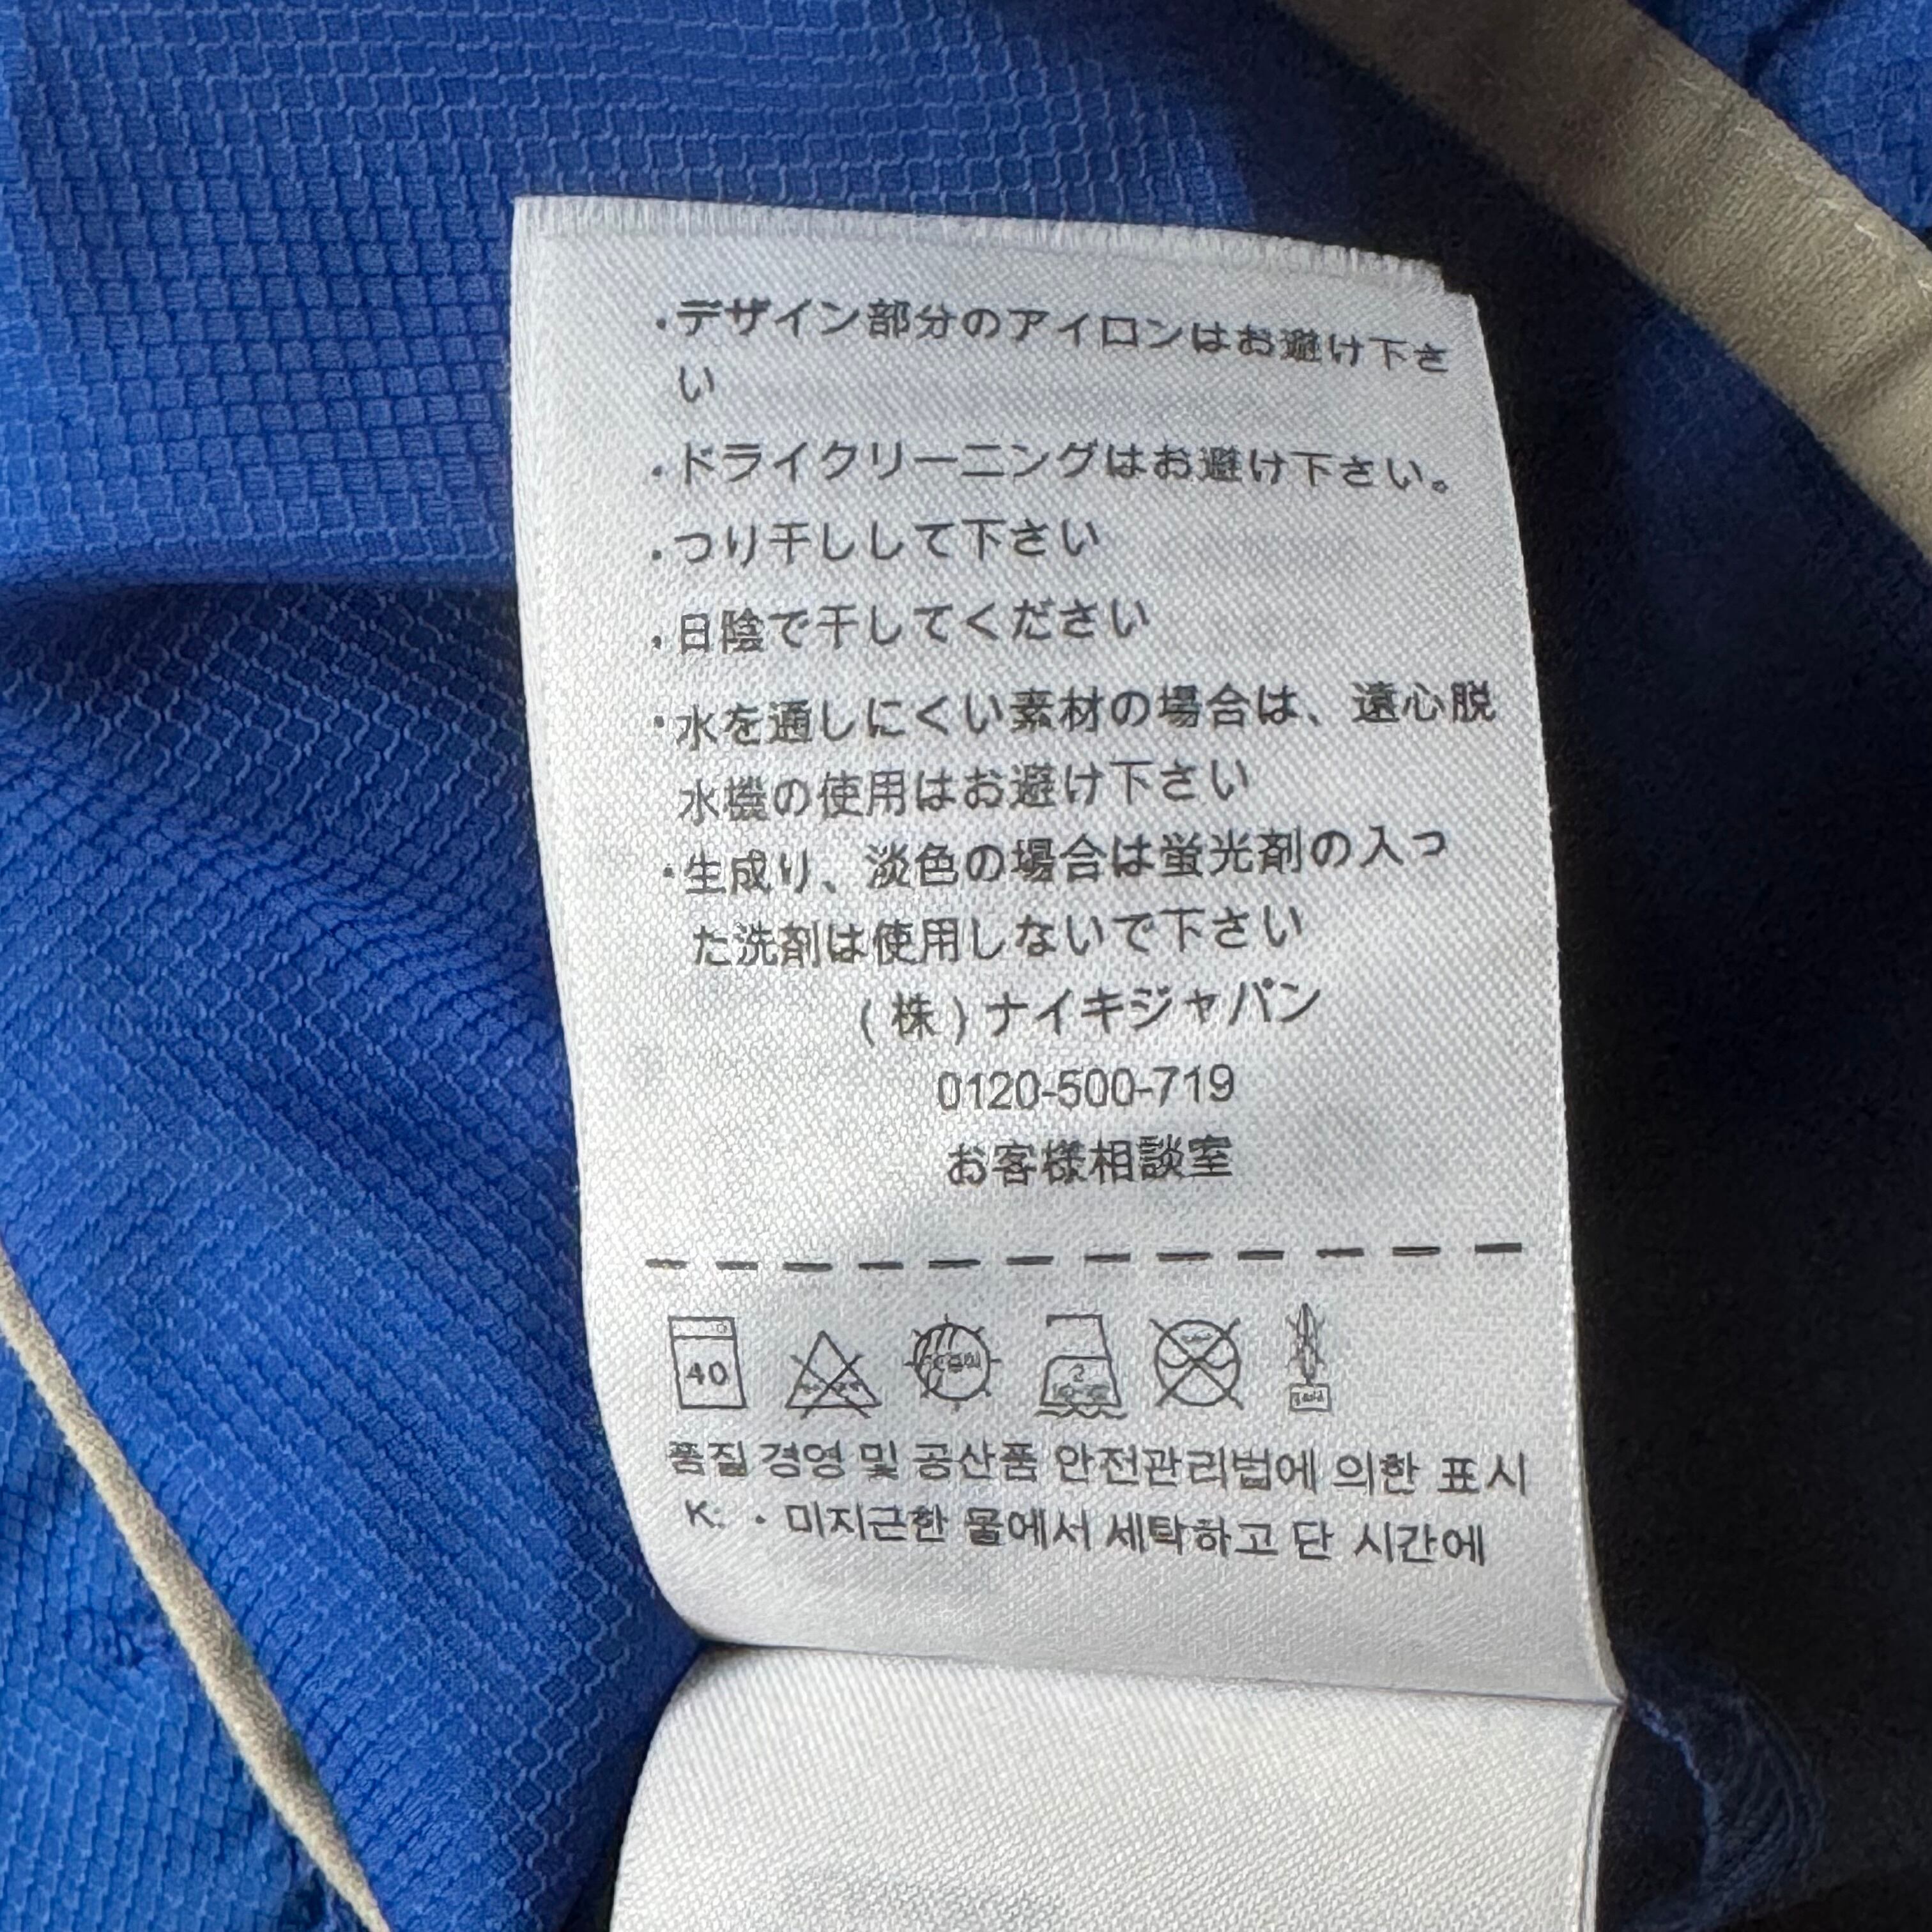 ・デザイン部分のアイロンはお避け下さ
い
・ドライクリーニングはお避け下さい。
・つり干しして下さい
・日陰で干してください
・水を通しにくい素材の場合は、遠心脱
水機の使用はお避け下さい
・生成り、淡色の場合は蛍光剤の入っ
た洗剤は使用しないで下さい
(株)ナイキジャパン
0120-500-719
お客様相談室
40
2
품질 경영 및 공산품 안전관리법에 의한 표시
K: ・미지근한 물에서 세탁하고 단 시간에